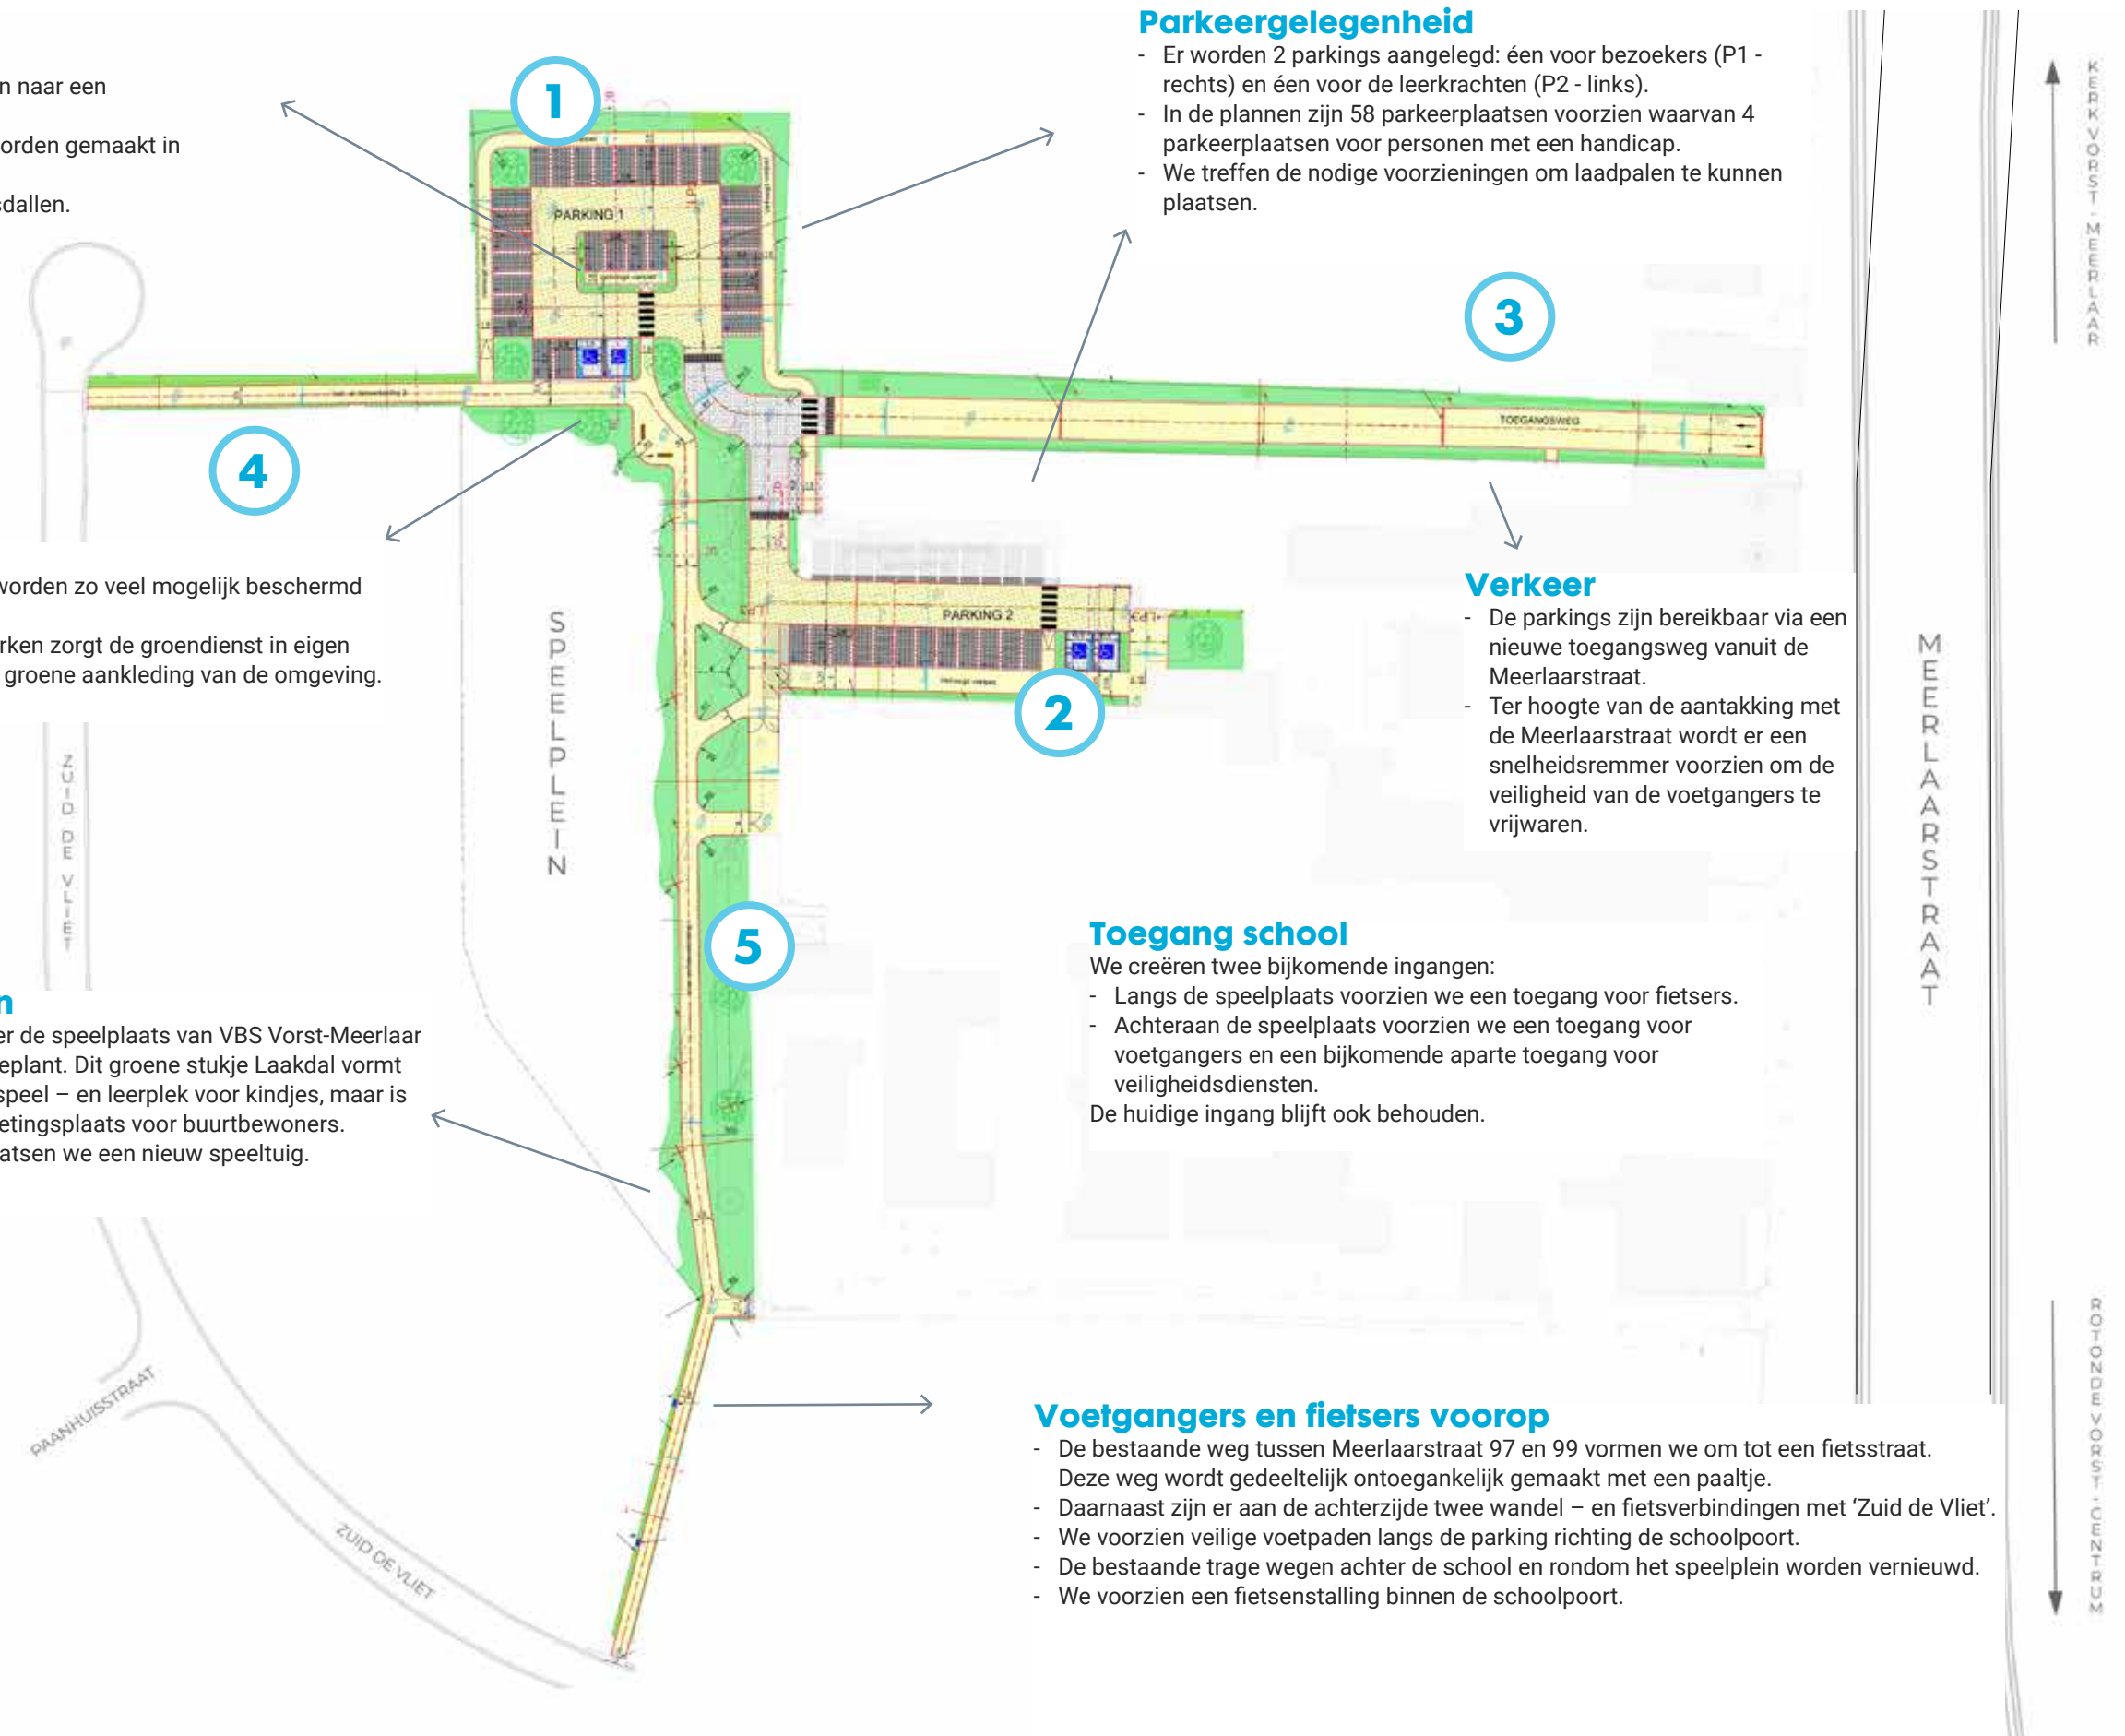 n naar een
orden gemaakt in
sdallen.
Parkeergelegenheid
- Er worden 2 parkings aangelegd: één voor bezoekers (P1 -
rechts) en één voor de leerkrachten (P2 - links).
- In de plannen zijn 58 parkeerplaatsen voorzien waarvan 4
parkeerplaatsen voor personen met een handicap.
- We treffen de nodige voorzieningen om laadpalen te kunnen
plaatsen.
1
PARKING 1
3
TOEGANGSWEG
4
worden zo veel mogelijk beschermd
rken zorgt de groendienst in eigen
groene aankleding van de omgeving.
PARKING 2
2
Verkeer
- De parkings zijn bereikbaar via een
nieuwe toegangsweg vanuit de
Meerlaarstraat.
- Ter hoogte van de aantakking met
de Meerlaarstraat wordt er een
snelheidsremmer voorzien om de
veiligheid van de voetgangers te
vrijwaren.
SPEELPLEIN
ZUID DE VLIET
MEERLAARSTRAAT
KERK VORST - MEERLAAR
5
Toegang school
We creëren twee bijkomende ingangen:
- Langs de speelplaats voorzien we een toegang voor fietsers.
- Achteraan de speelplaats voorzien we een toegang voor
voetgangers en een bijkomende aparte toegang voor
veiligheidsdiensten.
De huidige ingang blijft ook behouden.
n
er de speelplaats van VBS Vorst-Meerlaar
eplant. Dit groene stukje Laakdal vormt
speel – en leerplek voor kindjes, maar is
etingsplaats voor buurtbewoners.
atsen we een nieuw speeltuig.
PAANHUISSTRAAT
ZUID DE VLIET
ROTONDE VORST - CENTRUM
Voetgangers en fietsers voorop
- De bestaande weg tussen Meerlaarstraat 97 en 99 vormen we om tot een fietsstraat.
Deze weg wordt gedeeltelijk ontoegankelijk gemaakt met een paaltje.
- Daarnaast zijn er aan de achterzijde twee wandel – en fietsverbindingen met ‘Zuid de Vliet’.
- We voorzien veilige voetpaden langs de parking richting de schoolpoort.
- De bestaande trage wegen achter de school en rondom het speelplein worden vernieuwd.
- We voorzien een fietsenstalling binnen de schoolpoort.